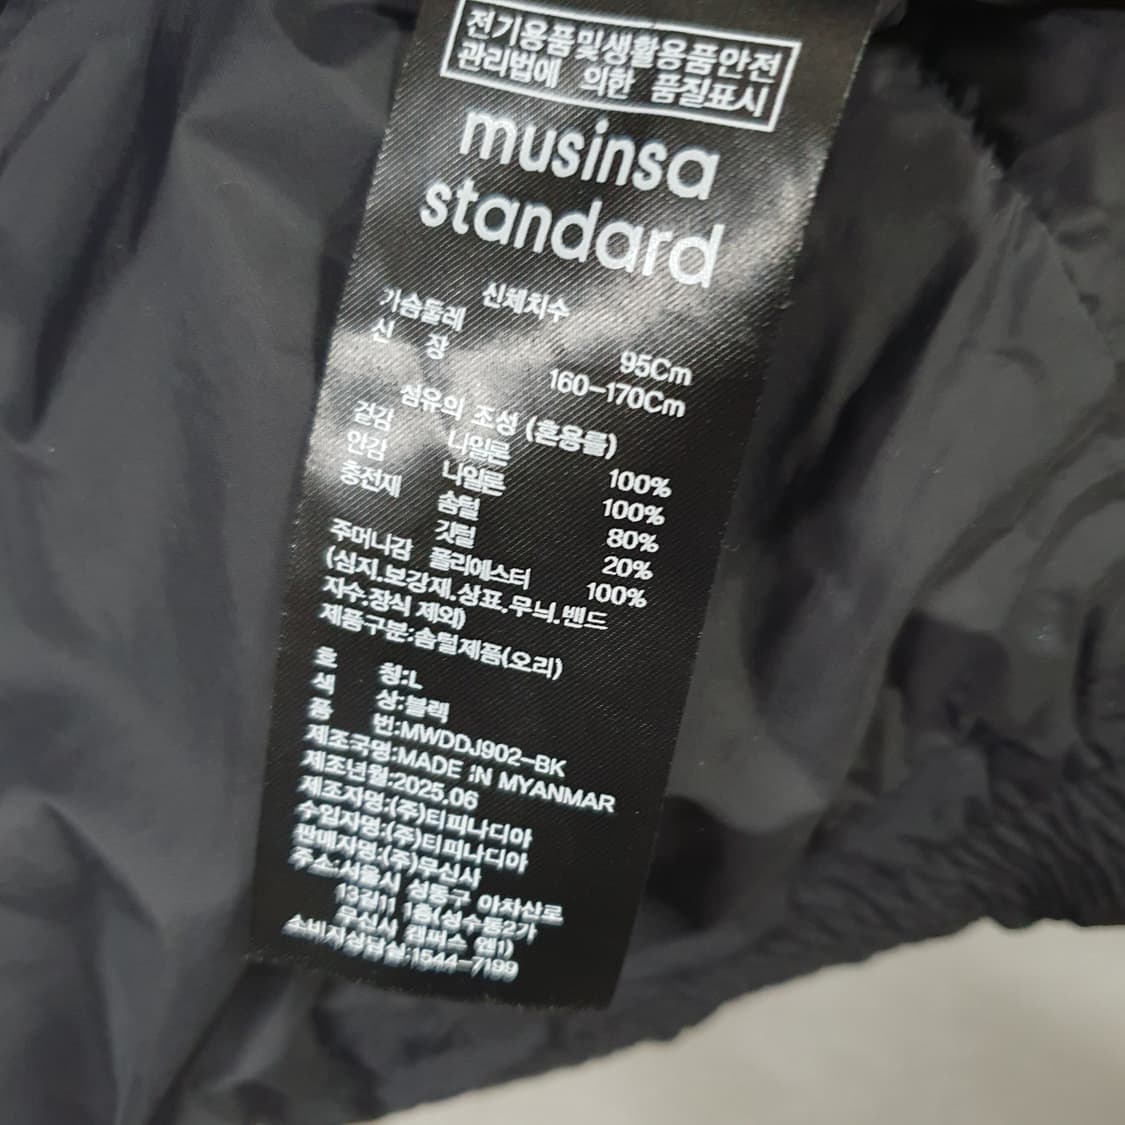 전기용품및생활용품안전
관리법에 의한 품질표시
musinsa
standard
신체치수
가슴둘레 95Cm
신 장 160-170Cm
섬유의 조성 (혼용률)
겉감 나일론 100%
안감 나일론 100%
충전재 솜털 80%
깃털 20%
주머니감 폴리에스터 100%
(심지.보강재.상표.무늬.밴드
자수.장식 제외)
제품구분:솜털제품(오리)
호 칭:L
색 상:블랙
품 번:MWDDJ902-BK
제조국명:MADE IN MYANMAR
제조년월:2025.06
제조자명:(주)티피나디아
수입자명:(주)티피나디아
판매자명:(주)무신사
주소:서울시 성동구 아차산로
13길11 1층(성수동2가
무신사 캠퍼스 엔1)
소비자상담실:1544-7199